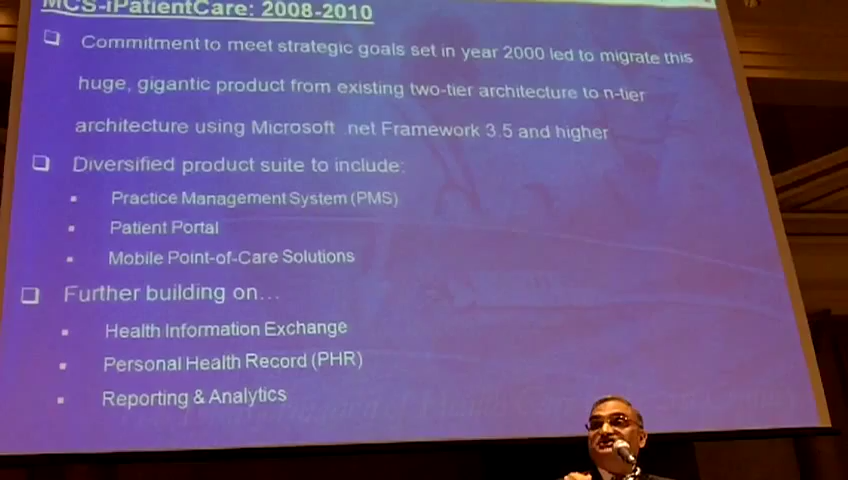 MCS-iPatientCare: 2008-2010
Commitment to meet strategic goals set in year 2000 led to migrate this
huge, gigantic product from existing two-tier architecture to n-tier
architecture using Microsoft .net Framework 3.5 and higher
Diversified product suite to include:
Practice Management System (PMS)
Patient Portal
Mobile Point-of-Care Solutions
Further building on...
Health Information Exchange
Personal Health Record (PHR)
Reporting & Analytics